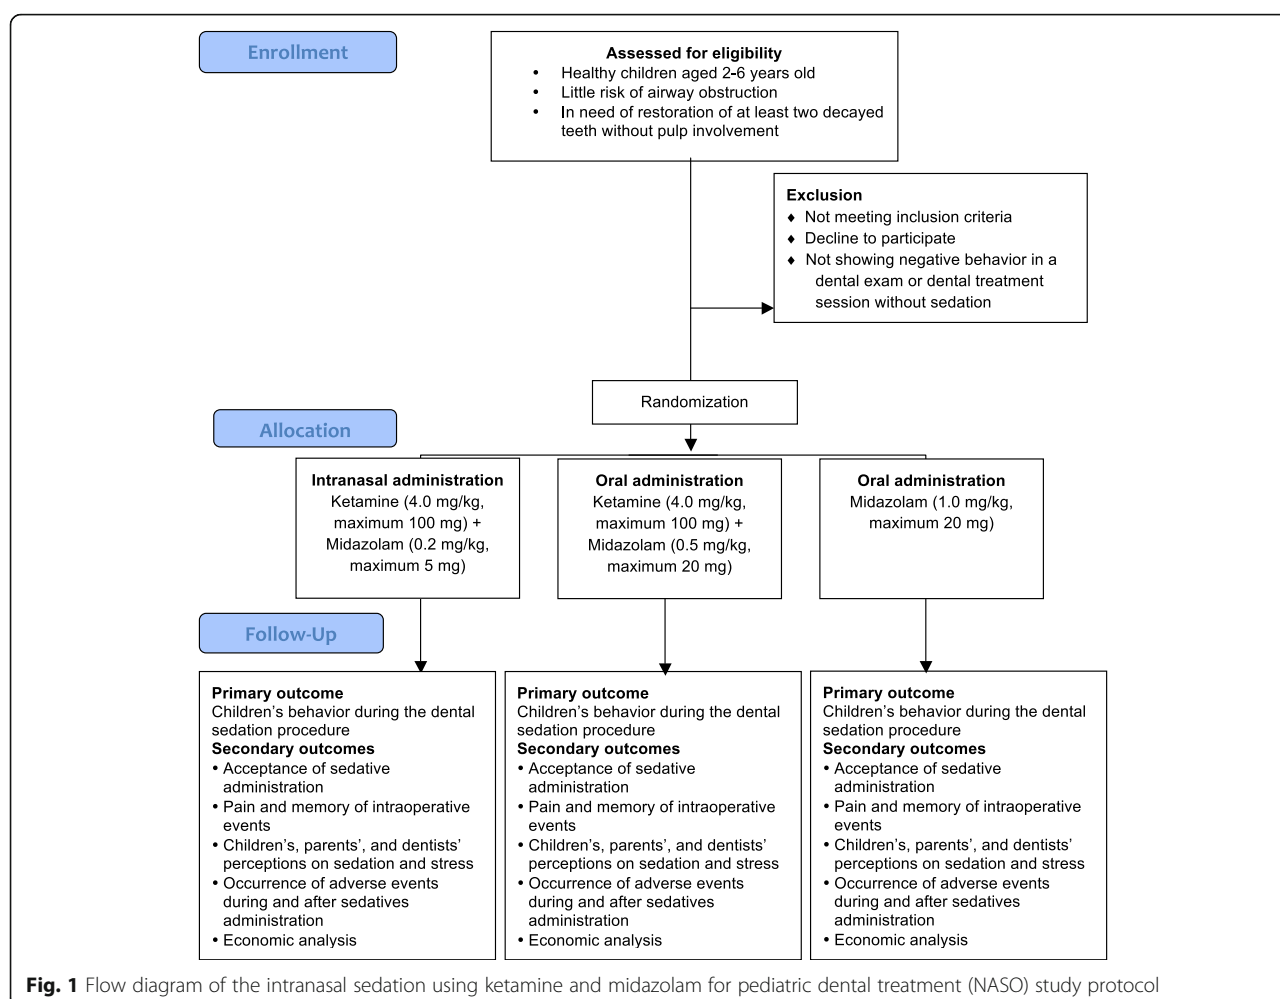 Enrollment
Assessed for eligibility
• Healthy children aged 2-6 years old
• Little risk of airway obstruction
• In need of restoration of at least two decayed
teeth without pulp involvement
Exclusion
♦ Not meeting inclusion criteria
♦ Decline to participate
♦ Not showing negative behavior in a
dental exam or dental treatment
session without sedation
Randomization
Allocation
Intranasal administration
Ketamine (4.0 mg/kg,
maximum 100 mg) +
Midazolam (0.2 mg/kg,
maximum 5 mg)
Oral administration
Ketamine (4.0 mg/kg,
maximum 100 mg) +
Midazolam (0.5 mg/kg,
maximum 20 mg)
Oral administration
Midazolam (1.0 mg/kg,
maximum 20 mg)
Follow-Up
Primary outcome
Children's behavior during the dental
sedation procedure
Secondary outcomes
• Acceptance of sedative
administration
• Pain and memory of intraoperative
events
• Children's, parents', and dentists'
perceptions on sedation and stress
• Occurrence of adverse events
during and after sedatives
administration
• Economic analysis
Primary outcome
Children's behavior during the dental
sedation procedure
Secondary outcomes
• Acceptance of sedative
administration
• Pain and memory of intraoperative
events
• Children's, parents', and dentists'
perceptions on sedation and stress
• Occurrence of adverse events
during and after sedatives
administration
• Economic analysis
Primary outcome
Children's behavior during the dental
sedation procedure
Secondary outcomes
• Acceptance of sedative
administration
• Pain and memory of intraoperative
events
• Children's, parents', and dentists'
perceptions on sedation and stress
• Occurrence of adverse events
during and after sedatives
administration
• Economic analysis
Fig. 1 Flow diagram of the intranasal sedation using ketamine and midazolam for pediatric dental treatment (NASO) study protocol